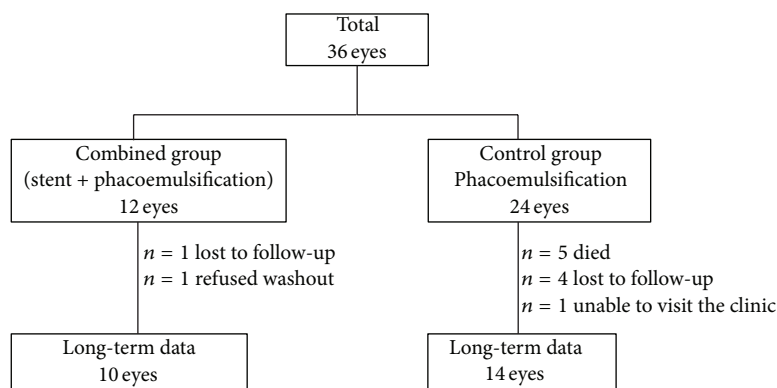 Total
36 eyes
Combined group
(stent + phacoemulsification)
12 eyes
Control group
Phacoemulsification
24 eyes
n = 1 lost to follow-up
n = 1 refused washout
n = 5 died
n = 4 lost to follow-up
n = 1 unable to visit the clinic
Long-term data
10 eyes
Long-term data
14 eyes